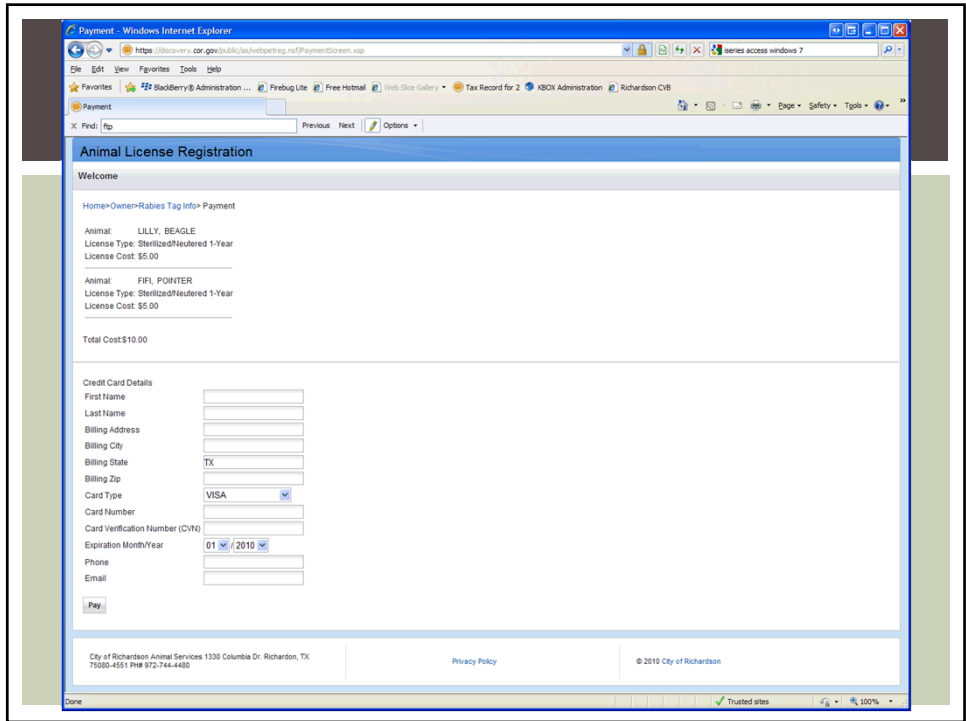 Payment - Windows Internet Explorer
https://discovery.cor.gov/public/as/webpetreg.nsf/PaymentScreen.xsp
iseries access windows 7
File Edit View Favorites Tools Help
Favorites BlackBerry® Administration ... Firebug Lite Free Hotmail Web Slice Gallery Tax Record for 2 KBOX Administration Richardson CVB
Payment Page Safety Tools »
X Find: ftp Previous Next Options
Animal License Registration
Welcome
Home>Owner>Rabies Tag Info> Payment
Animal: LILLY, BEAGLE
License Type: Sterilized/Neutered 1-Year
License Cost: $5.00
Animal: FIFI, POINTER
License Type: Sterilized/Neutered 1-Year
License Cost: $5.00
Total Cost:$10.00
Credit Card Details
First Name
Last Name
Billing Address
Billing City
Billing State TX
Billing Zip
Card Type VISA
Card Number
Card Verification Number (CVN)
Expiration Month/Year 01 / 2010
Phone
Email
Pay
City of Richardson Animal Services 1330 Columbia Dr. Richardon, TX
75080-4551 PH# 972-744-4480
Privacy Policy
© 2010 City of Richardson
Done Trusted sites 100%